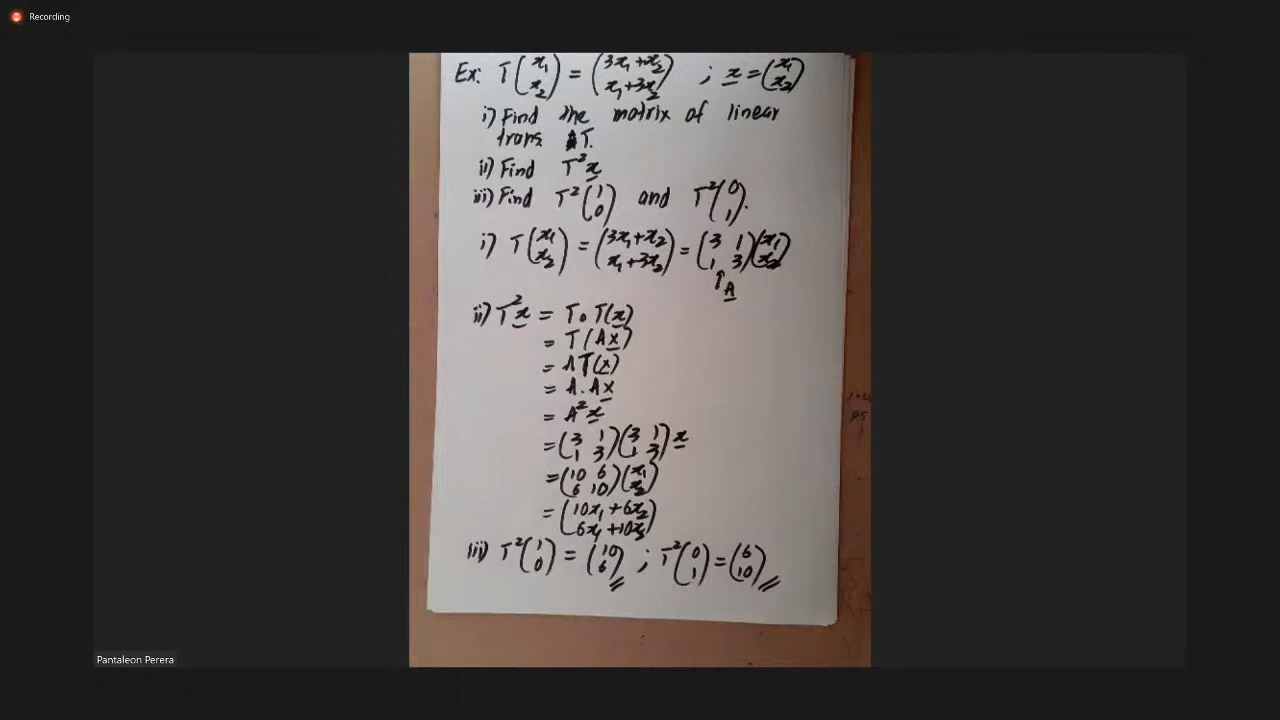 Recording
Ex: T(x₁ x₂) = (3x₁+x₂ x₁+3x₂) ; x = (x₁ x₂)
i) Find the matrix of linear
trans T.
ii) Find T²x
iii) Find T²(1 0) and T²(0 1).
i) T(x₁ x₂) = (3x₁+x₂ x₁+3x₂) = (3 1 1 3)(x₁ x₂)
↑A
ii) T²x = T∘T(x)
= T(Ax)
= AT(x)
= A.Ax
= A²x
= (3 1 1 3)(3 1 1 3)x
= (10 6 6 10)(x₁ x₂)
= (10x₁+6x₂ 6x₁+10x₂)
iii) T²(1 0) = (10 6) ; T²(0 1) = (6 10)
Pantaleon Perera